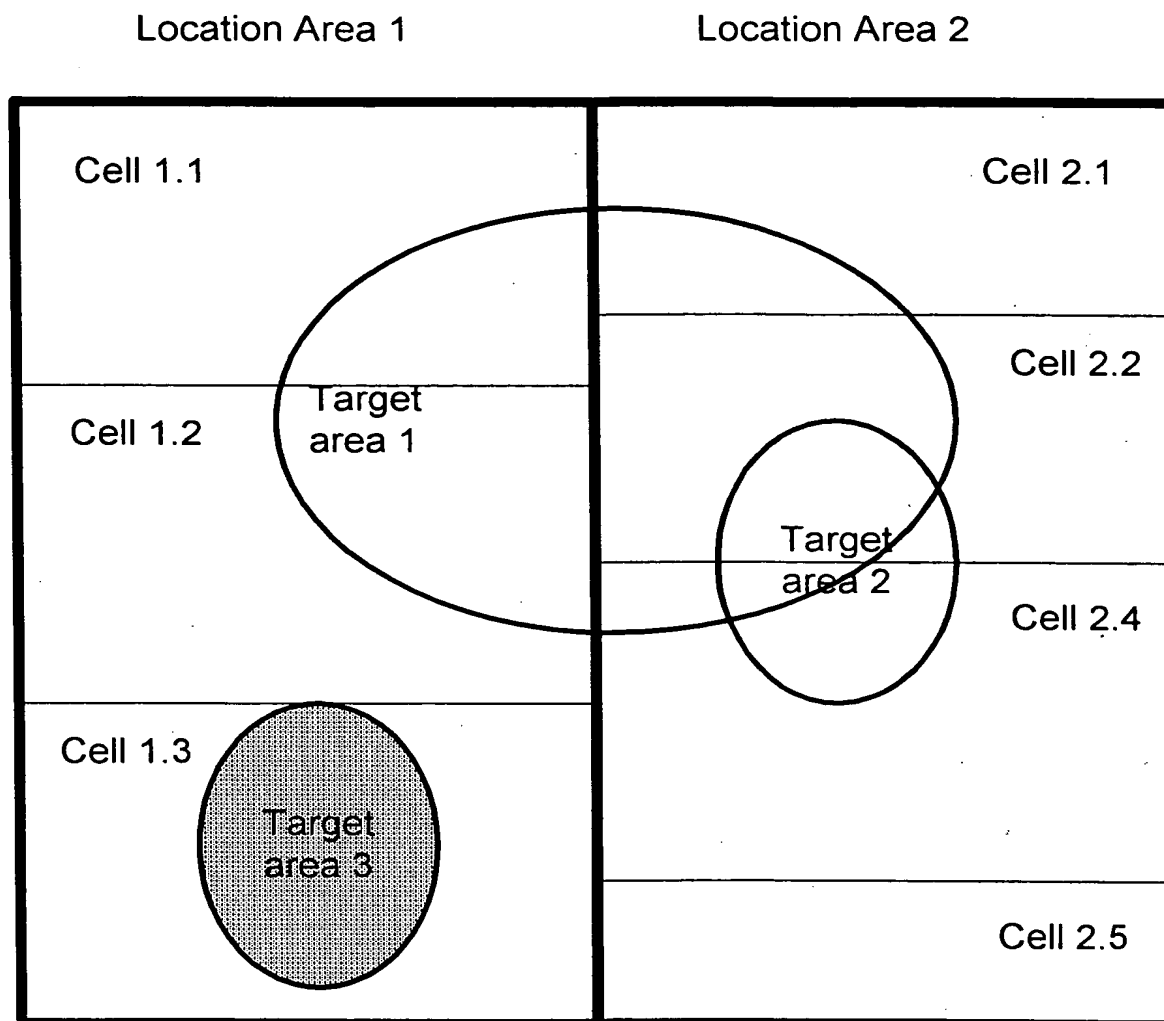 Location Area 1
Location Area 2
Cell 1.1
Cell 2.1
Cell 2.2
Target
area 1
Cell 1.2
Target
area 2
Cell 2.4
Cell 1.3
Target
area 3
Cell 2.5